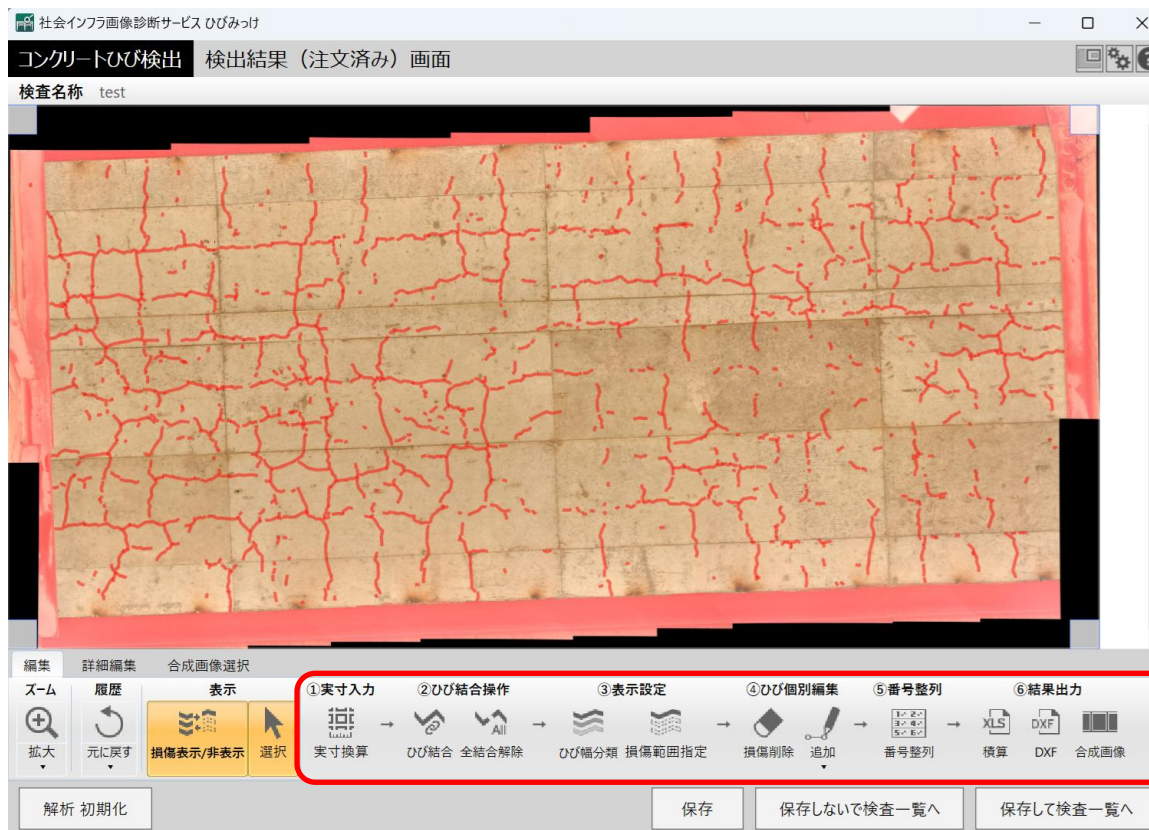 社会インフラ画像診断サービス ひびみっけ
コンクリートひび検出 検出結果（注文済み）画面
検査名称 test
編集 詳細編集 合成画像選択
ズーム 履歴 表示 ①実寸入力 ②ひび結合操作 ③表示設定 ④ひび個別編集 ⑤番号整列 ⑥結果出力
All XLS DXF
拡大 元に戻す 損傷表示/非表示 選択 実寸換算 ひび結合 全結合解除 ひび幅分類 損傷範囲指定 損傷削除 追加 番号整列 積算 DXF 合成画像
解析 初期化 保存 保存しないで検査一覧へ 保存して検査一覧へ